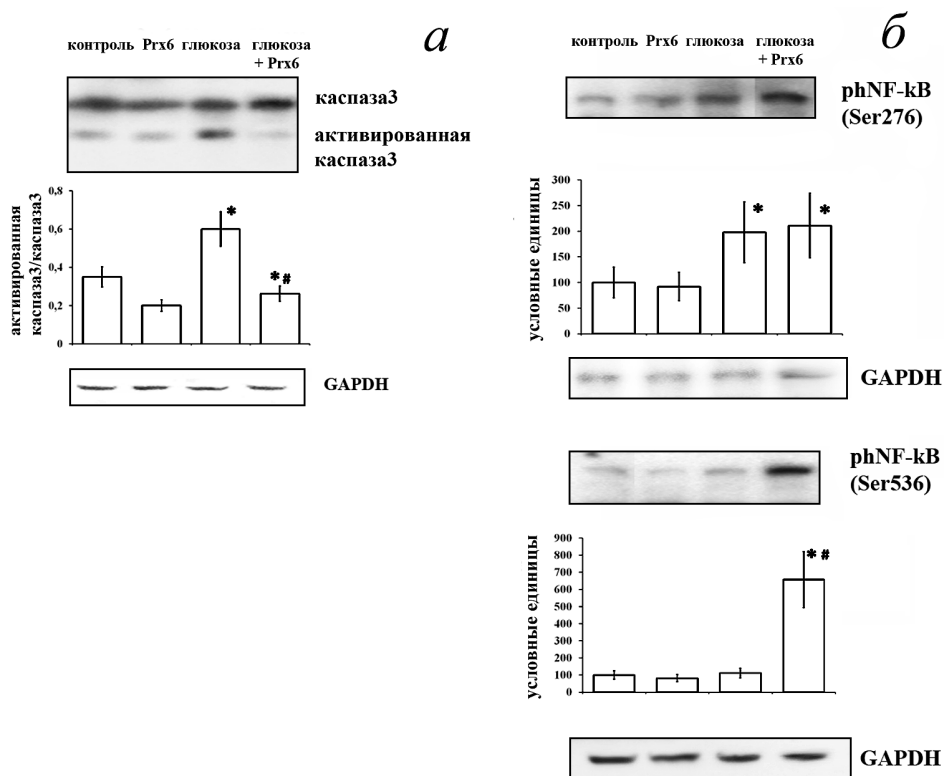 а
контроль Prx6 глюкоза глюкоза
+ Prx6
каспаза3
активированная
каспаза3
активированная
каспаза3/каспаза3
0,8
0,6
0,4
0,2
0
*
*#
GAPDH
б
контроль Prx6 глюкоза глюкоза
+ Prx6
phNF-kB
(Ser276)
условные единицы
300
250
200
150
100
50
0
*
*
GAPDH
phNF-kB
(Ser536)
условные единицы
900
800
700
600
500
400
300
200
100
0
*#
GAPDH